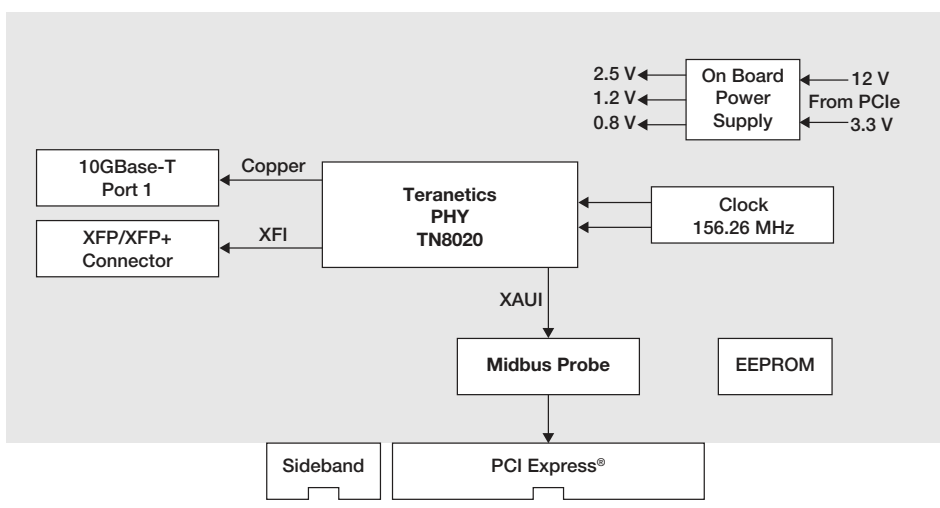 2.5 V
1.2 V
0.8 V
On Board
Power
Supply
12 V
From PCIe
3.3 V
10GBase-T
Port 1
Copper
Teranetics
PHY
TN8020
Clock
156.26 MHz
XFP/XFP+
Connector
XFI
XAUI
Midbus Probe
EEPROM
Sideband
PCI Express®